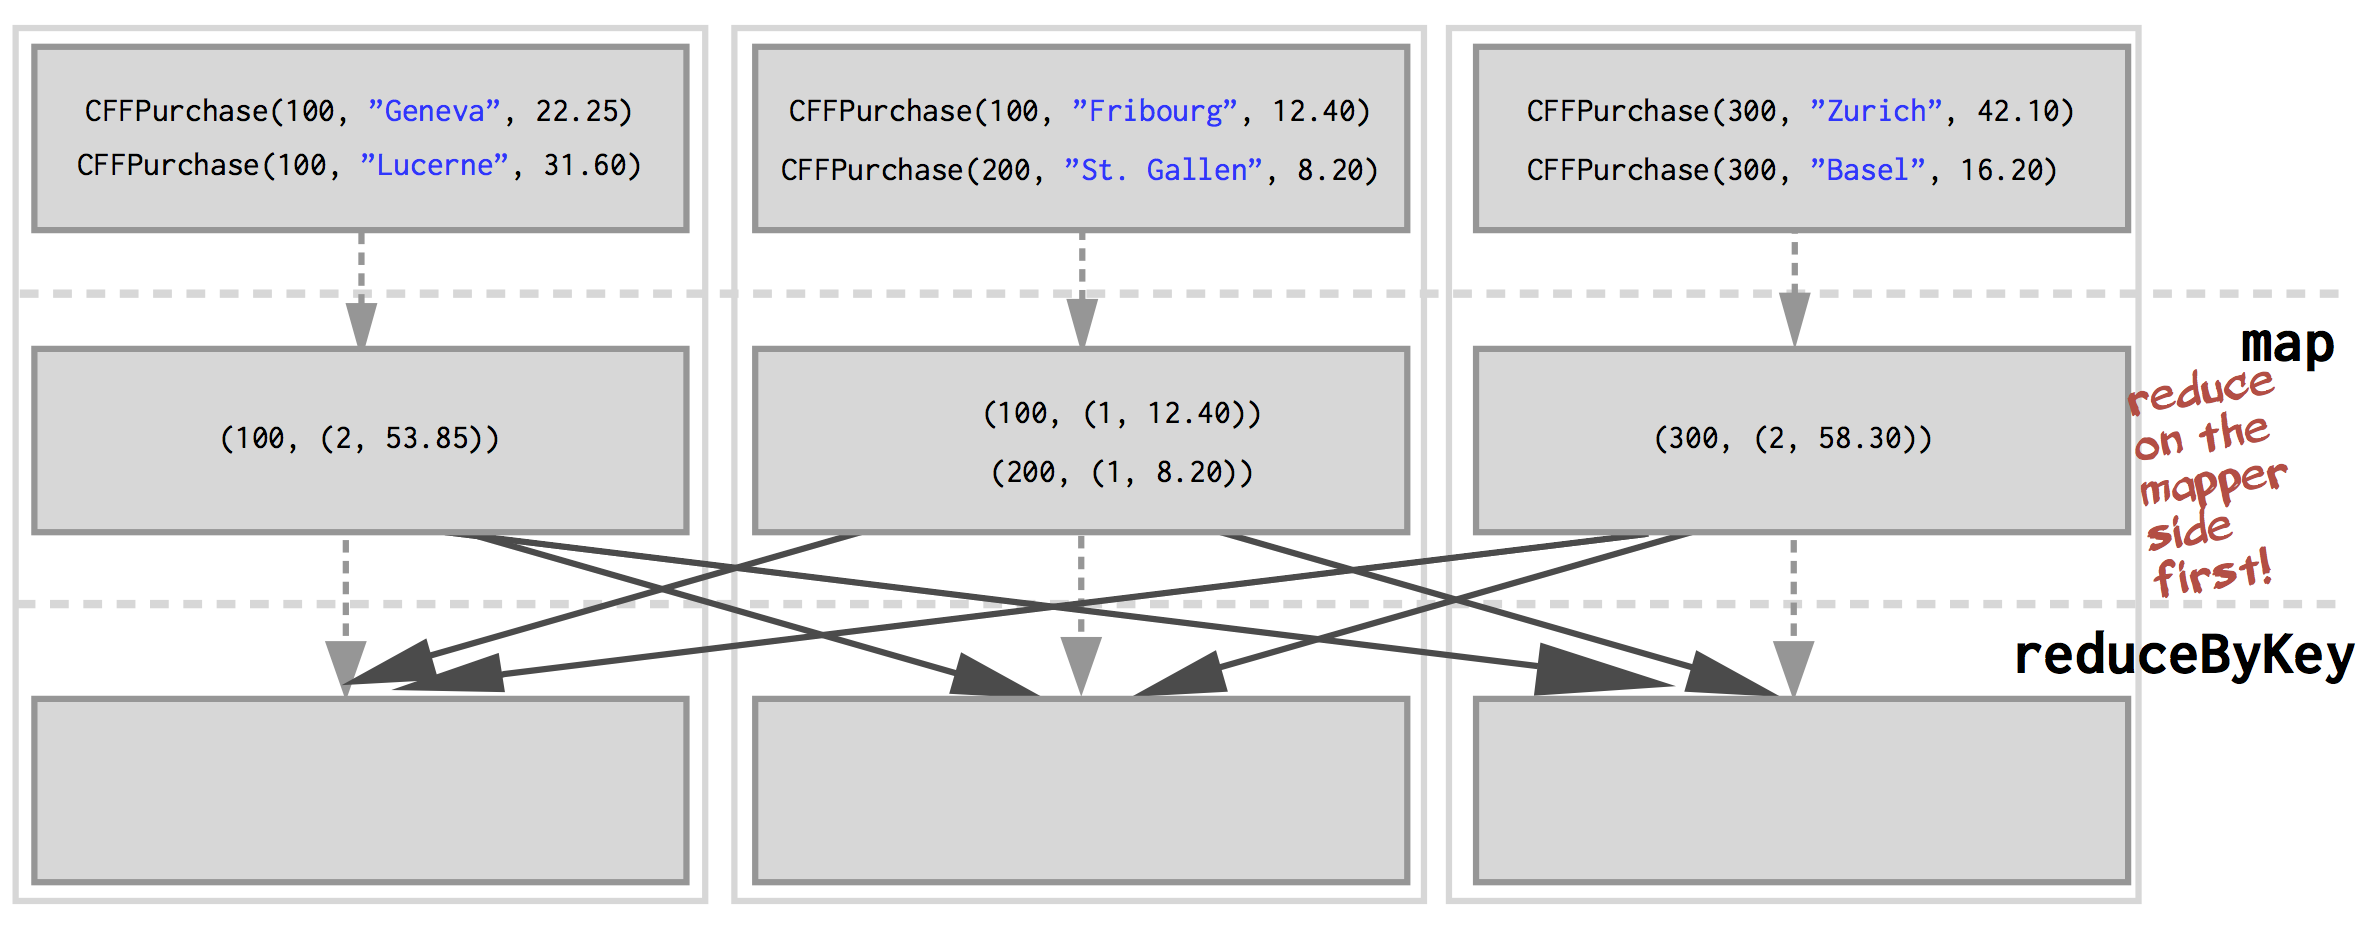 CFFPurchase(100, ”Geneva”, 22.25)
CFFPurchase(100, ”Lucerne”, 31.60)
CFFPurchase(100, ”Fribourg”, 12.40)
CFFPurchase(200, ”St. Gallen”, 8.20)
CFFPurchase(300, ”Zurich”, 42.10)
CFFPurchase(300, ”Basel”, 16.20)
map
(100, (2, 53.85))
(100, (1, 12.40))
(200, (1, 8.20))
(300, (2, 58.30))
reduce
on the
mapper
side
first!
reduceByKey